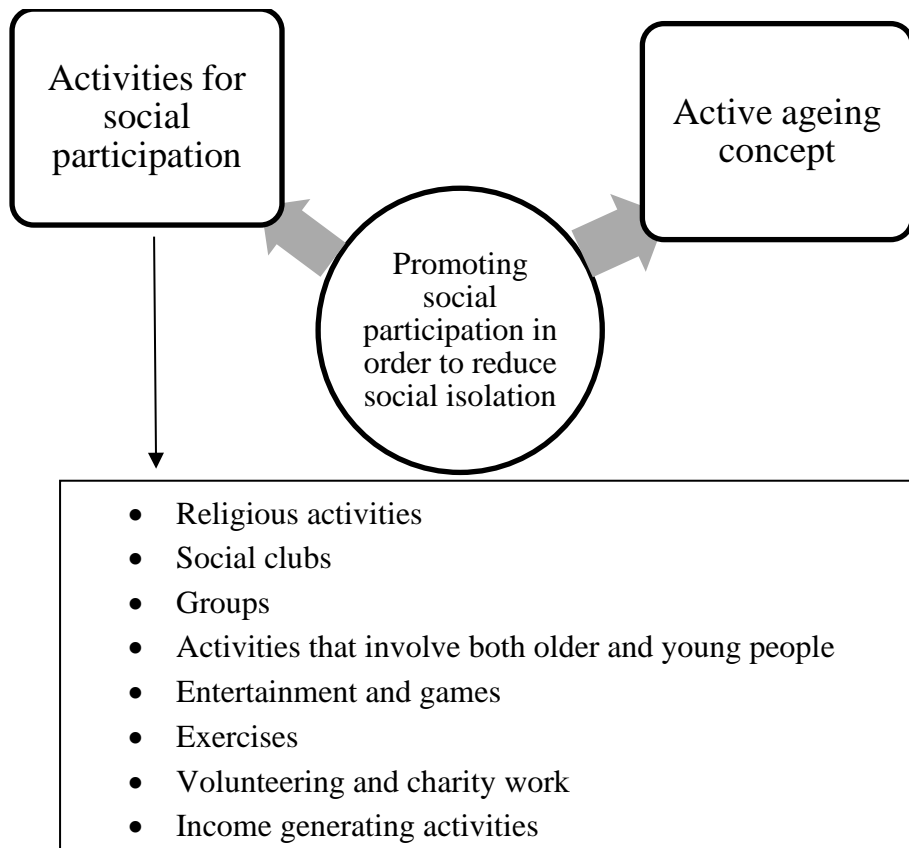 Activities for
social
participation
Active ageing
concept
Promoting
social
participation in
order to reduce
social isolation
• Religious activities
• Social clubs
• Groups
• Activities that involve both older and young people
• Entertainment and games
• Exercises
• Volunteering and charity work
• Income generating activities